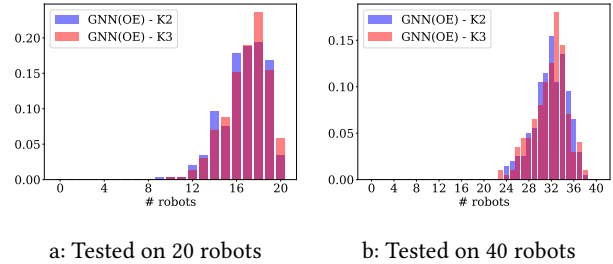 GNN(OE) - K2
GNN(OE) - K3
0.20
0.15
0.10
0.05
0.00
0 4 8 12 16 20
# robots
a: Tested on 20 robots
GNN(OE) - K2
GNN(OE) - K3
0.15
0.10
0.05
0.00
0 4 8 12 16 20 24 28 32 36 40
# robots
b: Tested on 40 robots